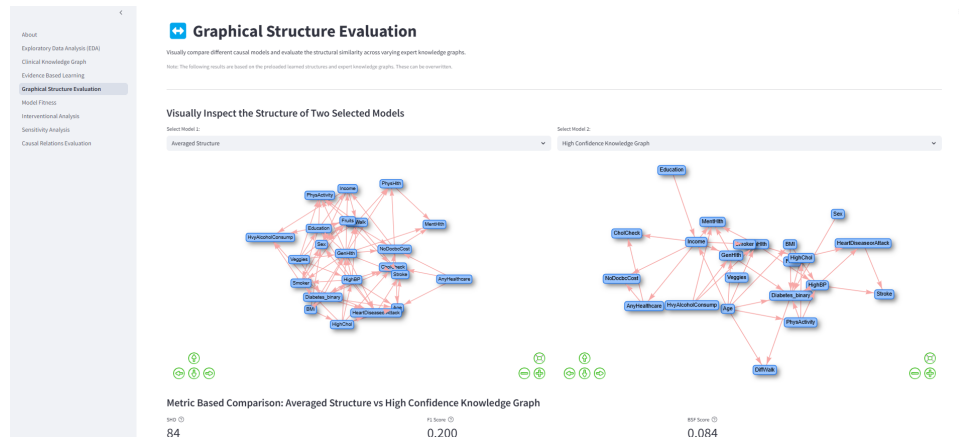 About
Exploratory Data Analysis (EDA)
Clinical Knowledge Graph
Evidence Based Learning
Graphical Structure Evaluation
Model Fitness
Interventional Analysis
Sensitivity Analysis
Causal Relations Evaluation
Graphical Structure Evaluation
Visually compare different causal models and evaluate the structural similarity across varying expert knowledge graphs.
Note: The following results are based on the preloaded learned structures and expert knowledge graphs. These can be overwritten.
Visually Inspect the Structure of Two Selected Models
Select Model 1:
Averaged Structure
Select Model 2:
High Confidence Knowledge Graph
PhysHlth
Income
PhysActivity
Fruits
MentHlth
Education
HvyAlcoholConsump
Sex
NoDocbcCost
GenHlth
Veggies
CholCheck
Stroke
HighBP
AnyHealthcare
Smoker
Diabetes_binary
BMI
HeartDiseaseorAttack
HighChol
Education
Sex
MentHlth
CholCheck
Income
BMI
HeartDiseaseorAttack
GenHlth
HighChol
NoDocbcCost
Veggies
HighBP
Diabetes_binary
Stroke
AnyHealthcare
HvyAlcoholConsump
Age
PhysActivity
DiffWalk
Metric Based Comparison: Averaged Structure vs High Confidence Knowledge Graph
SHD
F1 Score
BSF Score
84
0.200
0.084